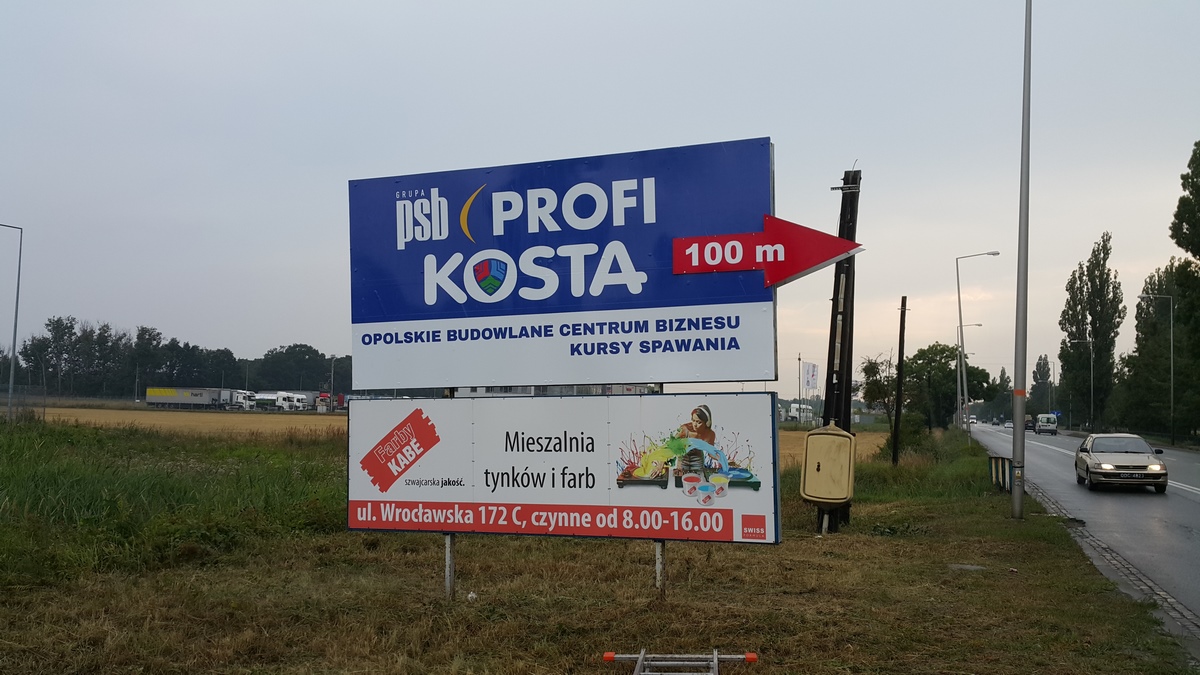 GRUPA
psb PROFI
KOSTA
100 m
OPOLSKIE BUDOWLANE CENTRUM BIZNESU
KURSY SPAWANIA
Farby
KABE
szwajcarska jakość.
Mieszalnia
tynków i farb
ul. Wrocławska 172 C, czynne od 8.00-16.00
SWISS